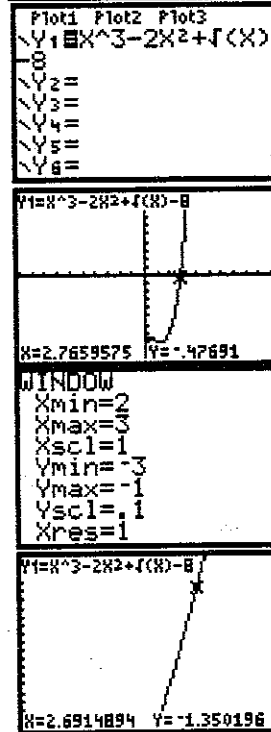 Plot1 Plot2 Plot3
\Y1=X^3-2X²+√(X)
-8
\Y2=
\Y3=
\Y4=
\Y5=
\Y6=
Y1=X^3-2X2+√(X)-8
X=2.7659575 Y=-.47691
WINDOW
Xmin=2
Xmax=3
Xscl=1
Ymin=-3
Ymax=-1
Yscl=.1
Xres=1
Y1=X^3-2X2+√(X)-8
X=2.6914894 Y=-1.350196